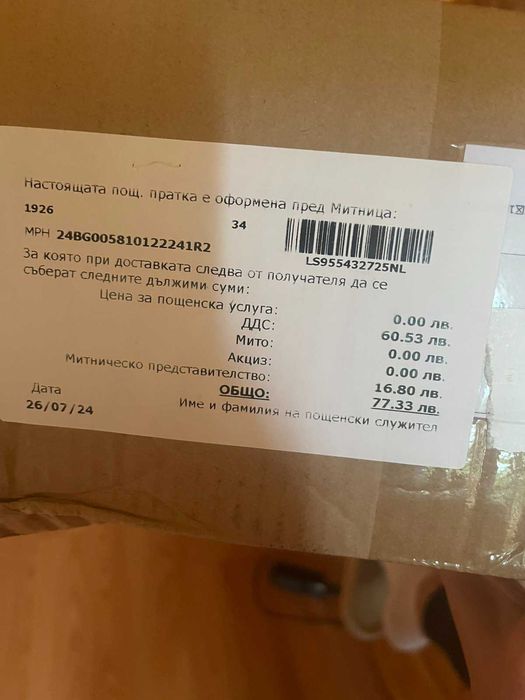 Настоящата пощ. пратка е оформена пред Митница:
1926 34
МРН 24BG005810122241R2
LS955432725NL
За която при доставката следва от получателя да се
съберат следните дължими суми:
Цена за пощенска услуга: 0.00 лв.
ДДС: 60.53 лв.
Мито: 0.00 лв.
Акциз: 0.00 лв.
Митническо представителство: 16.80 лв.
ОБЩО: 77.33 лв.
Дата
26/07/24
Име и фамилия на пощенски служител